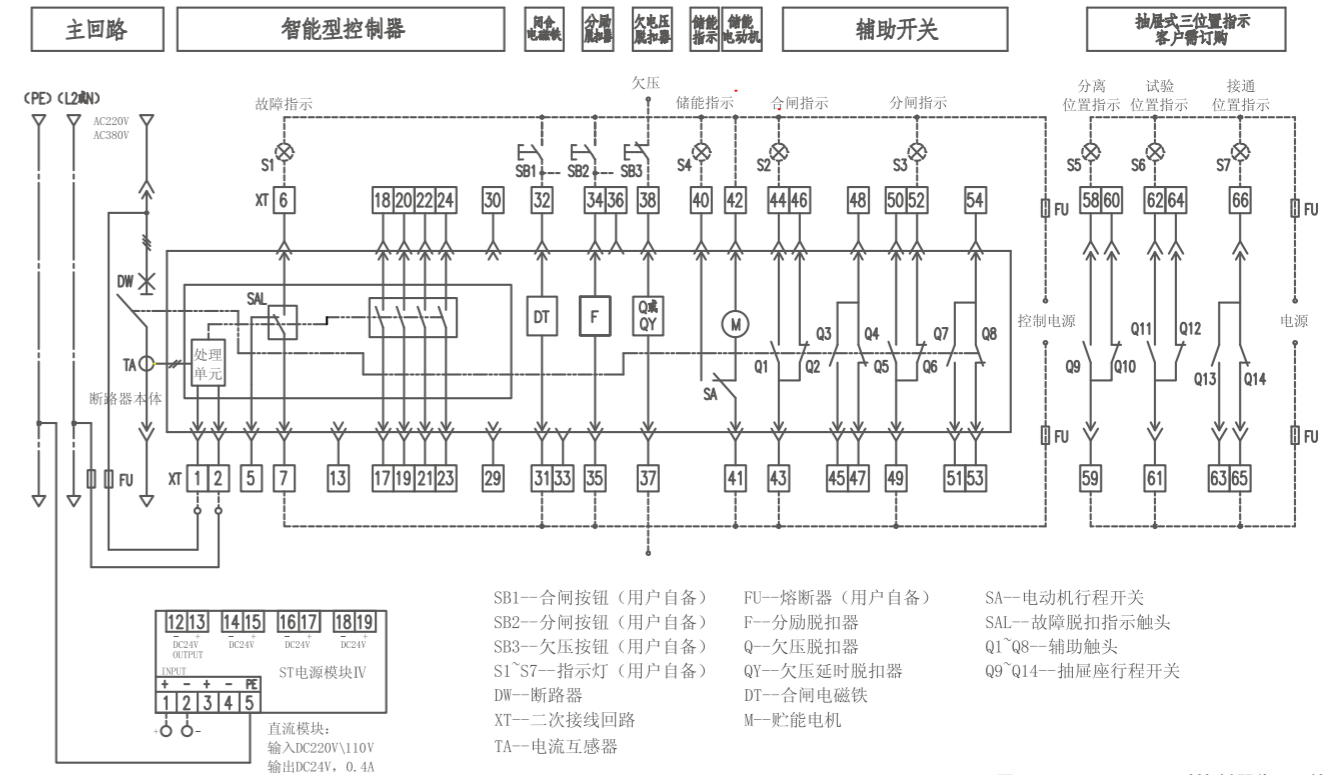 主回路
智能型控制器
闭合
电磁铁
分励
脱扣器
欠电压
脱扣器
储能
指示
储能
电动机
辅助开关
抽屉式三位置指示
客户需订购
(PE) (L2或N)
AC220V
AC380V
故障指示
欠压
储能指示
合闸指示
分闸指示
分离
位置指示
试验
位置指示
接通
位置指示
S1
SB1
SB2
SB3
S4
S2
S3
S5
S6
S7
XT
6
18 20 22 24
30
32
34 36
38
40
42
44 46
48
50 52
54
FU
58 60
62 64
66
FU
DW
SAL
DT
F
Q或
QY
M
Q1
Q2
Q3
Q4
Q5
Q6
Q7
Q8
控制电源
Q9
Q10
Q11
Q12
Q13
Q14
电源
TA
处理
单元
SA
断路器本体
FU
FU
FU
XT
1 2
5
7
13
17 19 21 23
29
31 33
35
37
41
43
45 47
49
51 53
59
61
63 65
12 13 14 15 16 17 18 19
- + - + - + - +
DC24V DC24V DC24V DC24V
OUTPUT
INPUT
ST电源模块Ⅳ
+ - + - PE
1 2 3 4 5
+ -
直流模块:
输入DC220V\110V
输出DC24V, 0.4A
SB1--合闸按钮（用户自备）
SB2--分闸按钮（用户自备）
SB3--欠压按钮（用户自备）
S1~S7--指示灯（用户自备）
DW--断路器
XT--二次接线回路
TA--电流互感器
FU--熔断器（用户自备）
F--分励脱扣器
Q--欠压脱扣器
QY--欠压延时脱扣器
DT--合闸电磁铁
M--贮能电机
SA--电动机行程开关
SAL--故障脱扣指示触头
Q1~Q8--辅助触头
Q9~Q14--抽屉座行程开关